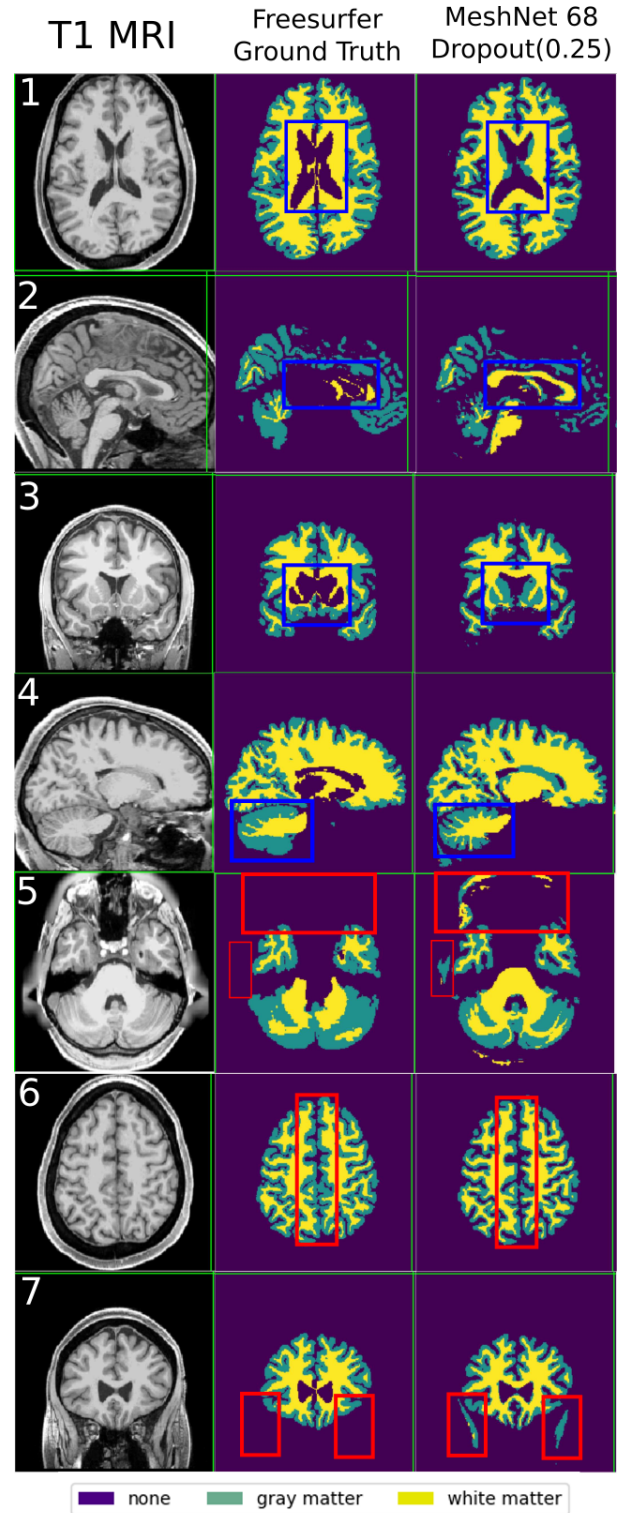 T1 MRI
Freesurfer
Ground Truth
MeshNet 68
Dropout(0.25)
1
2
3
4
5
6
7
none
gray matter
white matter